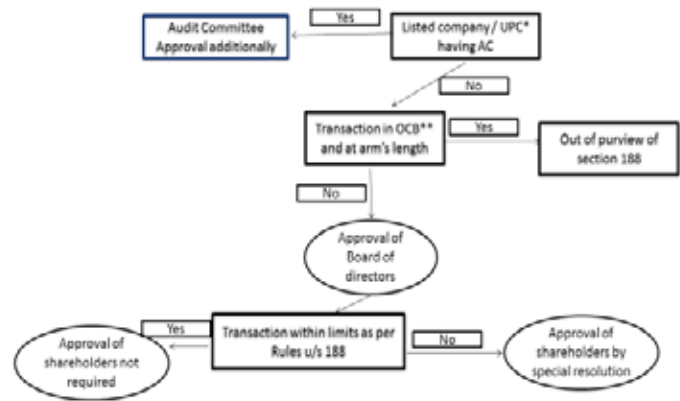 Yes
Audit Committee
Approval additionally
Listed company / UPC*
having AC
No
Transaction in OCB**
and at arm's length
Yes
Out of purview of
section 188
No
Approval of
Board of
directors
Yes
Transaction within limits as per
Rules u/s 188
No
Approval of
shareholders not
required
Approval of
shareholders by
special resolution